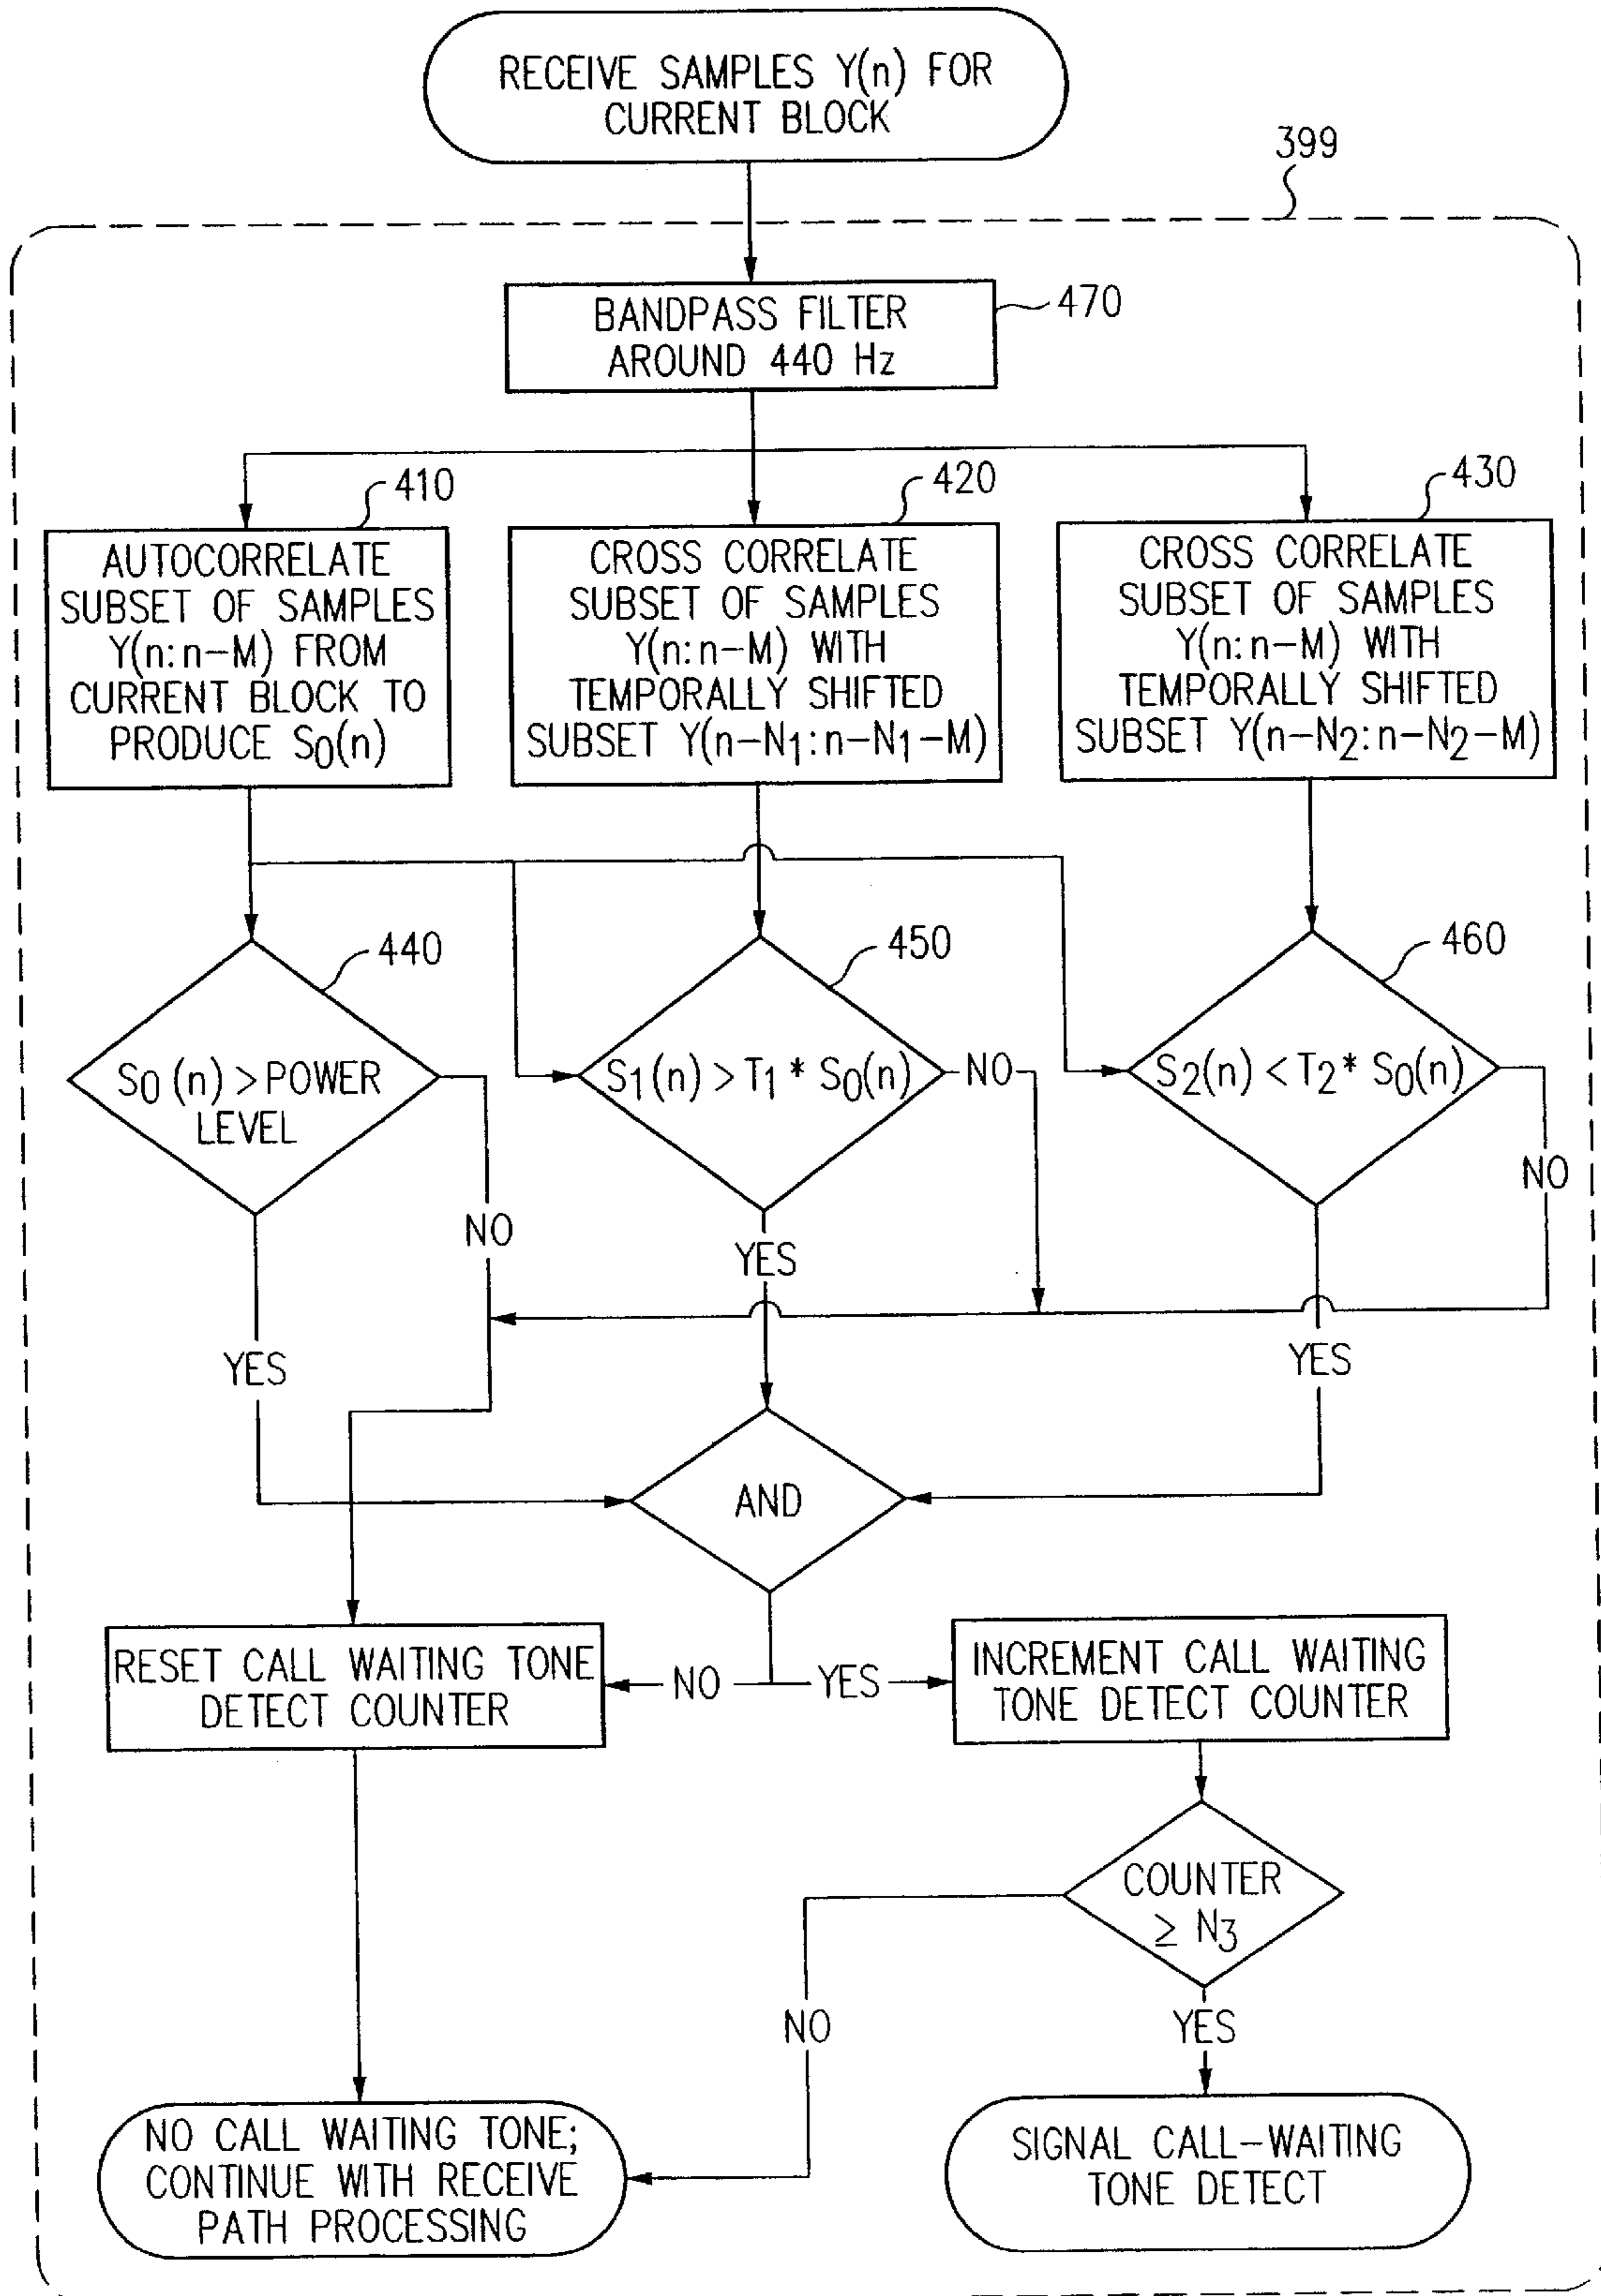 RECEIVE SAMPLES Y(n) FOR
CURRENT BLOCK
399
BANDPASS FILTER
AROUND 440 Hz
470
410
AUTOCORRELATE
SUBSET OF SAMPLES
Y(n:n-M) FROM
CURRENT BLOCK TO
PRODUCE S0(n)
420
CROSS CORRELATE
SUBSET OF SAMPLES
Y(n:n-M) WITH
TEMPORALLY SHIFTED
SUBSET Y(n-N1:n-N1-M)
430
CROSS CORRELATE
SUBSET OF SAMPLES
Y(n:n-M) WITH
TEMPORALLY SHIFTED
SUBSET Y(n-N2:n-N2-M)
440
S0(n) > POWER
LEVEL
450
S1(n) > T1 * S0(n)
NO
460
S2(n) < T2 * S0(n)
NO
NO
YES
YES
YES
AND
RESET CALL WAITING TONE
DETECT COUNTER
NO
YES
INCREMENT CALL WAITING
TONE DETECT COUNTER
COUNTER
≥ N3
NO
YES
NO CALL WAITING TONE;
CONTINUE WITH RECEIVE
PATH PROCESSING
SIGNAL CALL-WAITING
TONE DETECT